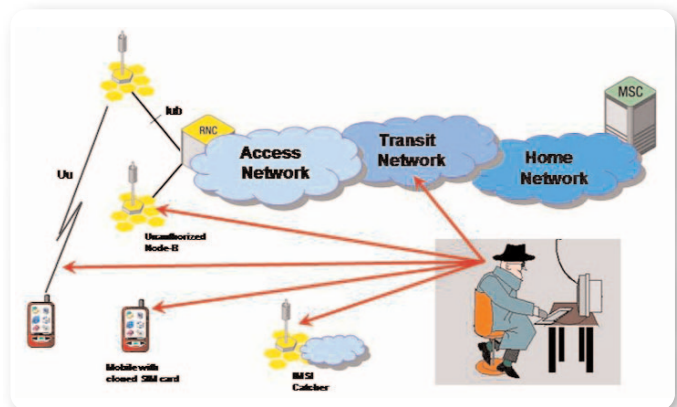 MSC
Iub
RNC
Transit
Network
Access
Network
Home
Network
Uu
Unauthorized
Node-B
Mobile with
cloned SIM card
IMSI
Catcher